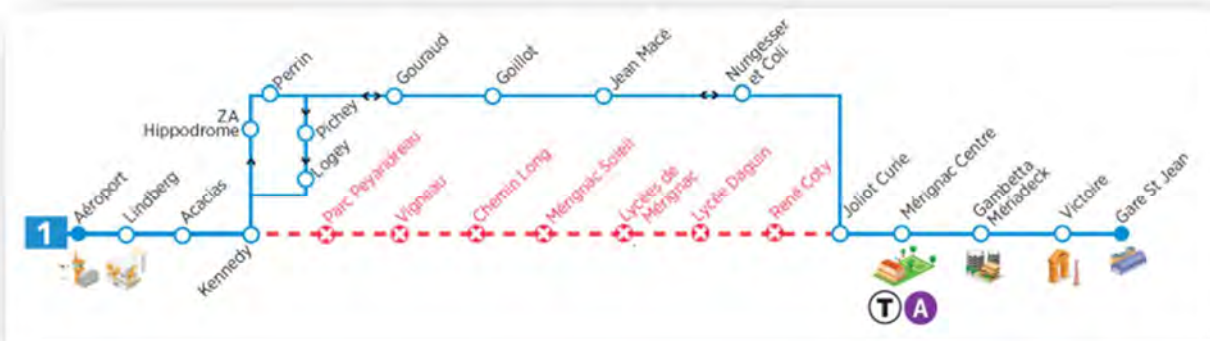 Perrin
Gouraud
Goillot
Jean Macé
Nungesser
et Coli
ZA
Hippodrome
Pichey
Logey
1
Aéroport
Lindberg
Acacias
Kennedy
Parc Peyandreau
Vigneau
Chemin Long
Mérignac Soleil
Lycées de
Mérignac
Lycée Daguin
René Coty
Joliot Curie
Mérignac Centre
Gambetta
Mériadeck
Victoire
Gare St Jean
T
A